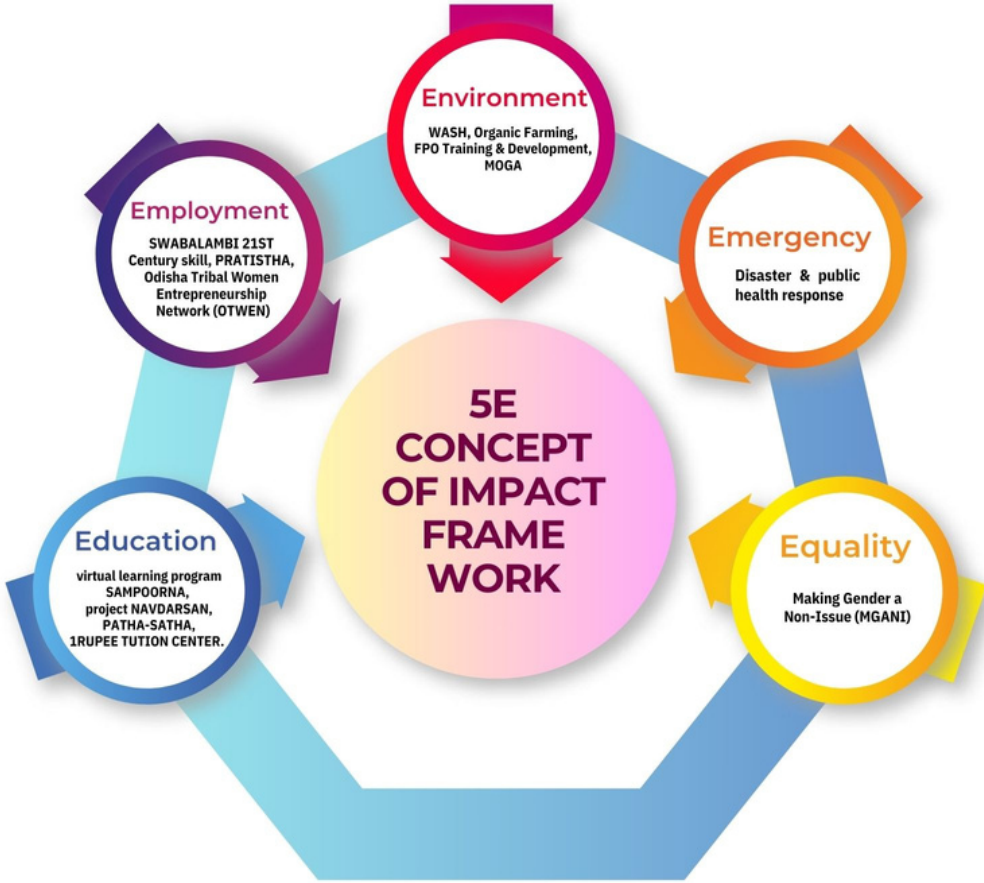 Environment
WASH, Organic Farming,
FPO Training & Development,
MOGA
Employment
SWABALAMBI 21ST
Century skill, PRATISTHA,
Odisha Tribal Women
Entrepreneurship
Network (OTWEN)
Emergency
Disaster & public
health response
5E
CONCEPT
OF IMPACT
FRAME
WORK
Education
virtual learning program
SAMPOORNA,
project NAVDARSAN,
PATHA-SATHA,
1RUPEE TUTION CENTER.
Equality
Making Gender a
Non-Issue (MGANI)